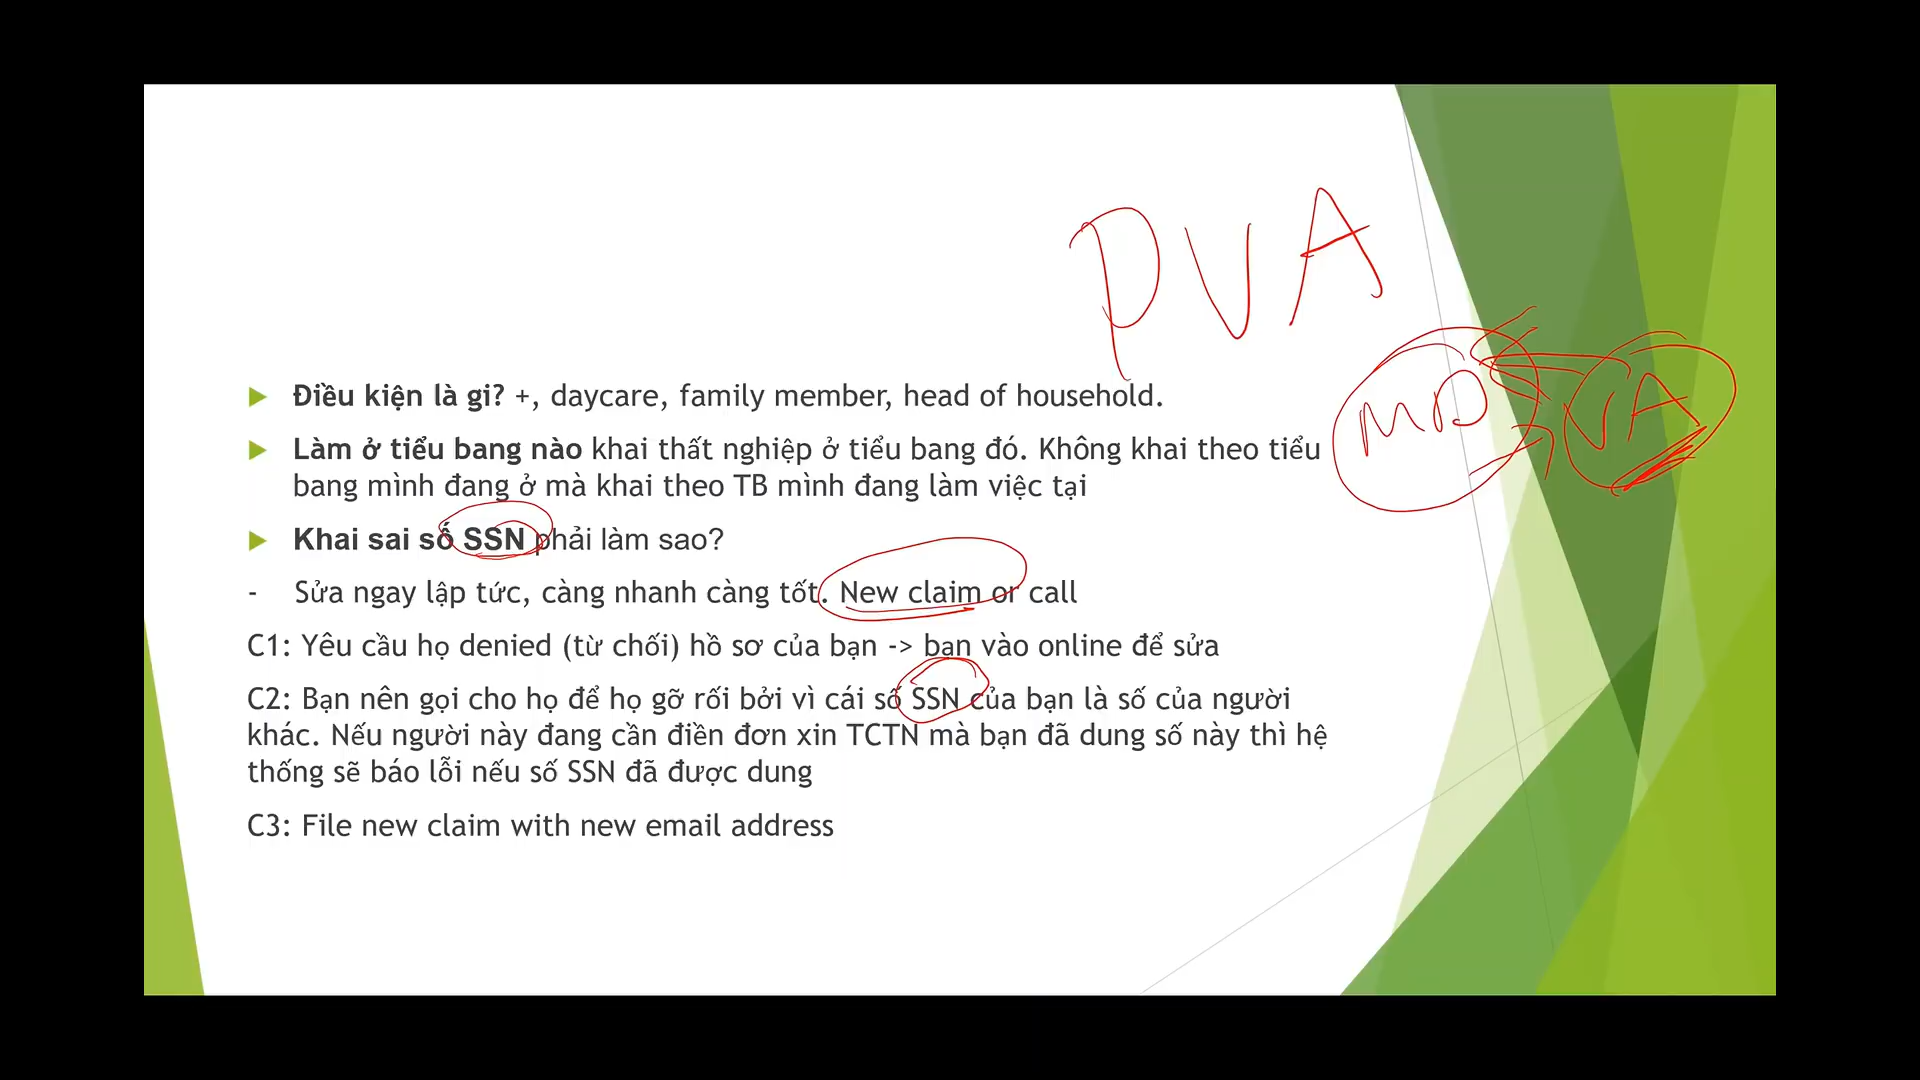 PVA
MD VA
Điều kiện là gi? +, daycare, family member, head of household.
Làm ở tiểu bang nào khai thất nghiệp ở tiểu bang đó. Không khai theo tiểu
bang mình đang ở mà khai theo TB mình đang làm việc tại
Khai sai số SSN phải làm sao?
- Sửa ngay lập tức, càng nhanh càng tốt. New claim or call
C1: Yêu cầu họ denied (từ chối) hồ sơ của bạn -> bạn vào online để sửa
C2: Bạn nên gọi cho họ để họ gỡ rối bởi vì cái số SSN của bạn là số của người
khác. Nếu người này đang cần điền đơn xin TCTN mà bạn đã dung số này thì hệ
thống sẽ báo lỗi nếu số SSN đã được dung
C3: File new claim with new email address